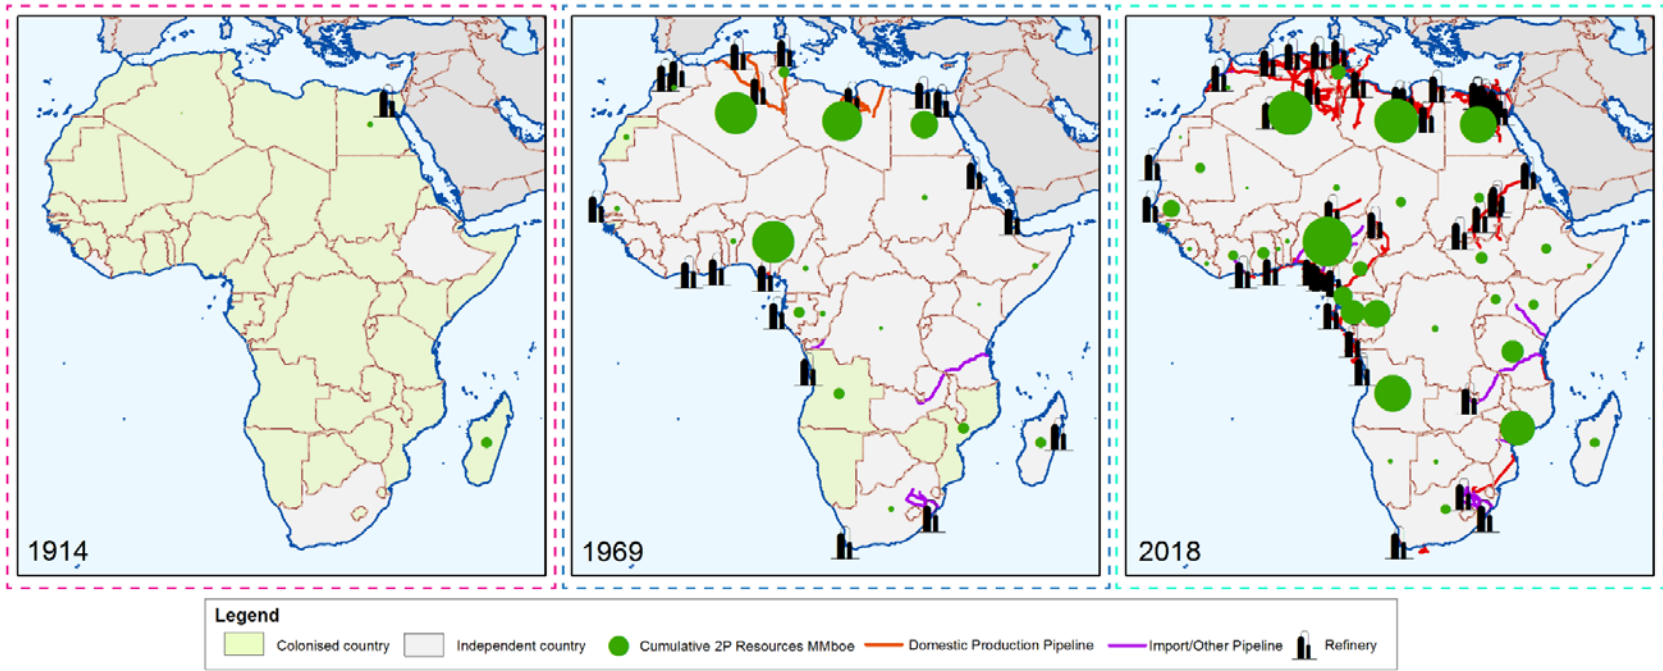 1914
1969
2018
Legend
Colonised country
Independent country
Cumulative 2P Resources MMboe
Domestic Production Pipeline
Import/Other Pipeline
Refinery